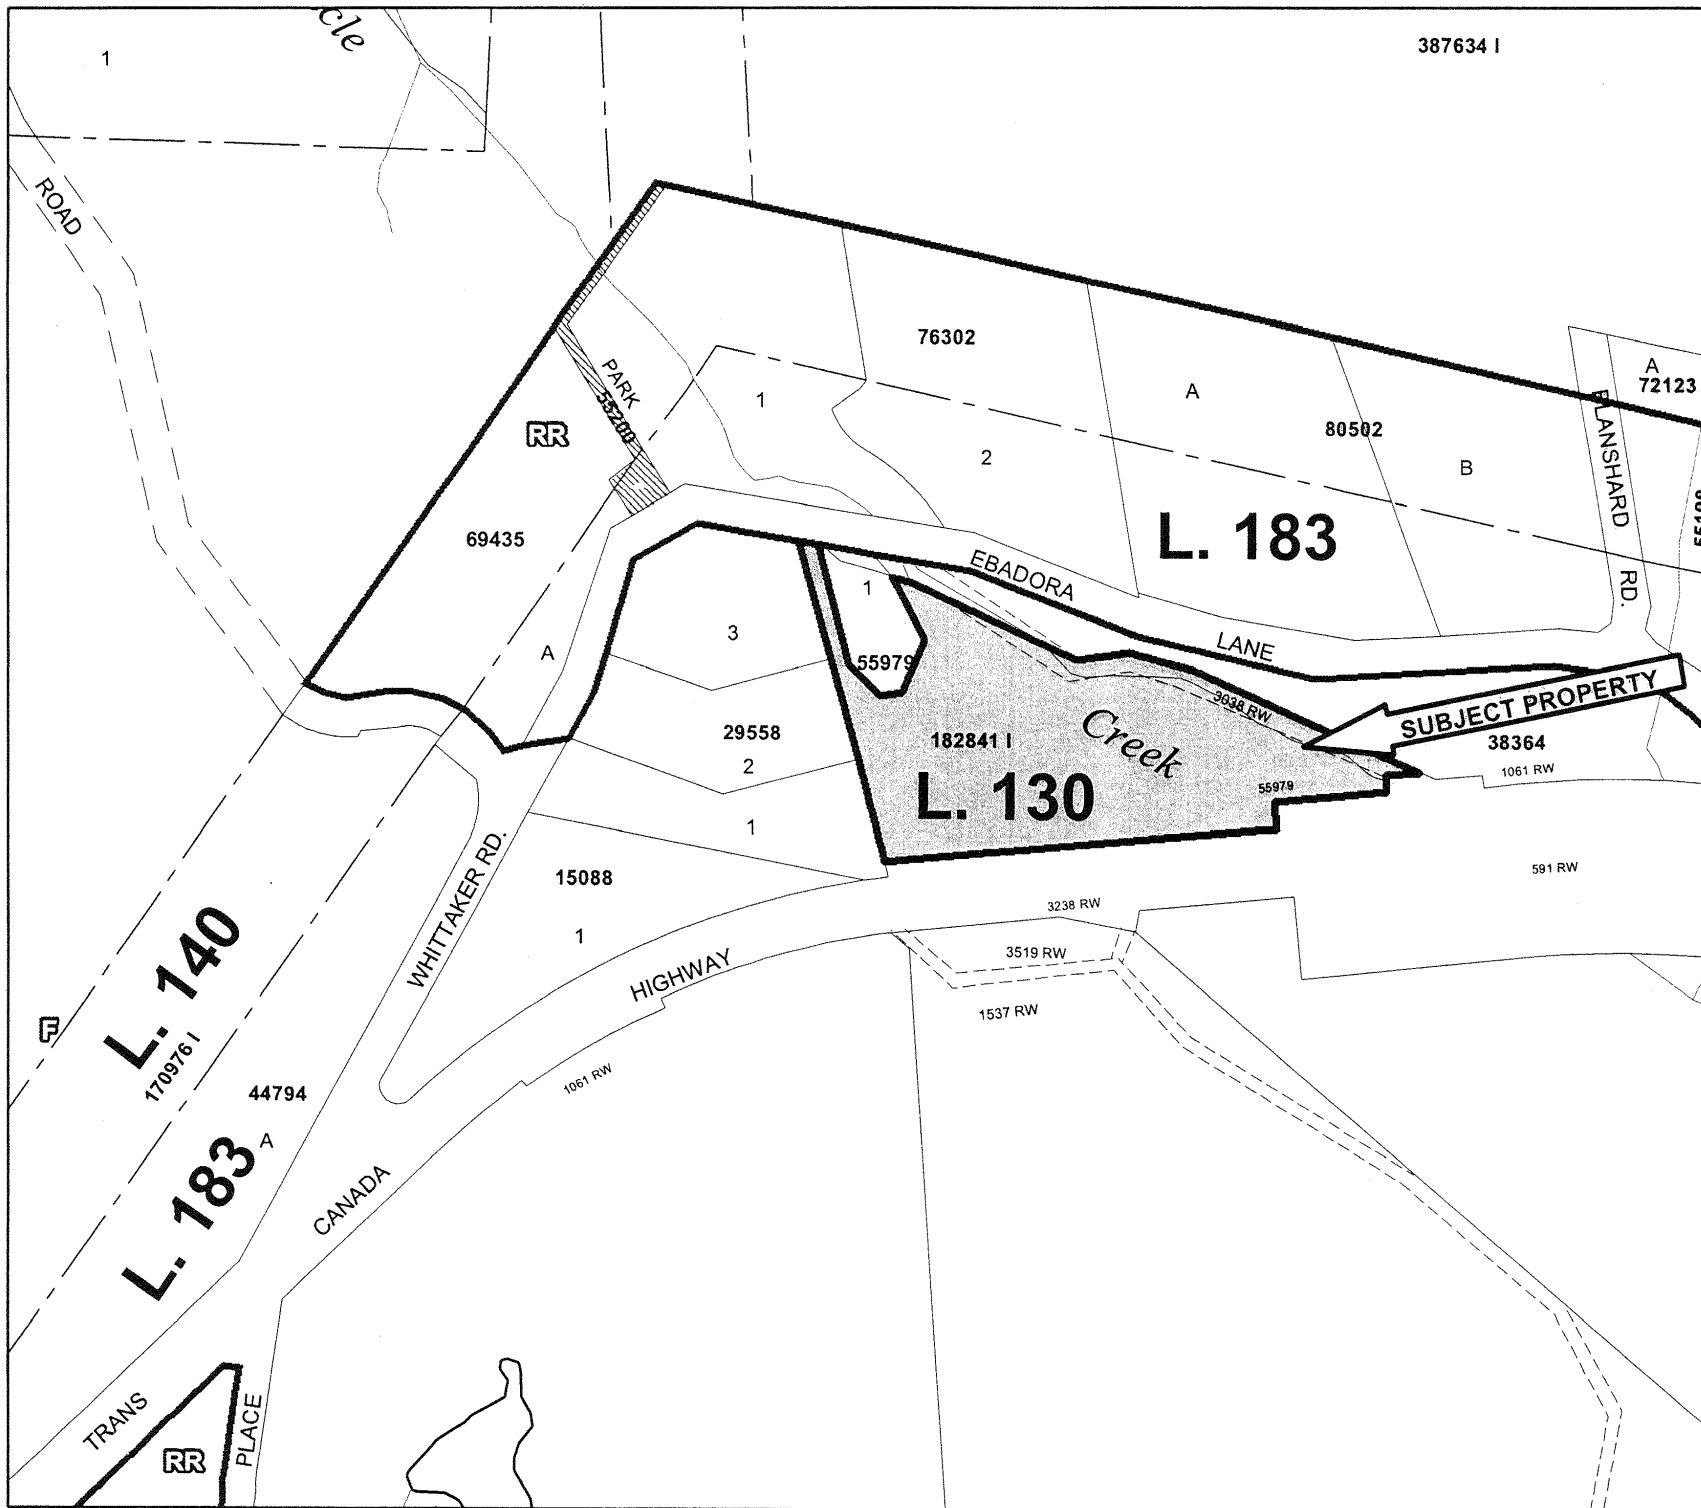 cle
387634 I
1
ROAD
76302
PARK
55200
1
RR
A
80502
A
72123
BLANSHARD
RD.
2
B
L. 183
69435
EBADORA
LANE
1
3
A
55979
3038 RW
SUBJECT PROPERTY
29558
182841 I
Creek
38364
2
1061 RW
L. 130
55979
1
WHITTAKER RD.
15088
591 RW
3238 RW
1
3519 RW
HIGHWAY
1537 RW
L. 140
F
170976 I
1061 RW
44794
A
L. 183
CANADA
TRANS
PLACE
RR